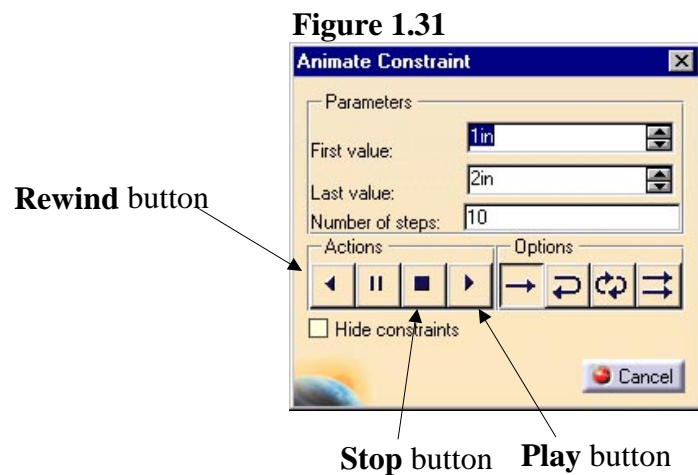 Figure 1.31
Animate Constraint
Parameters
First value: 1in
Last value: 2in
Number of steps: 10
Rewind button
Actions Options
Hide constraints
Cancel
Stop button Play button